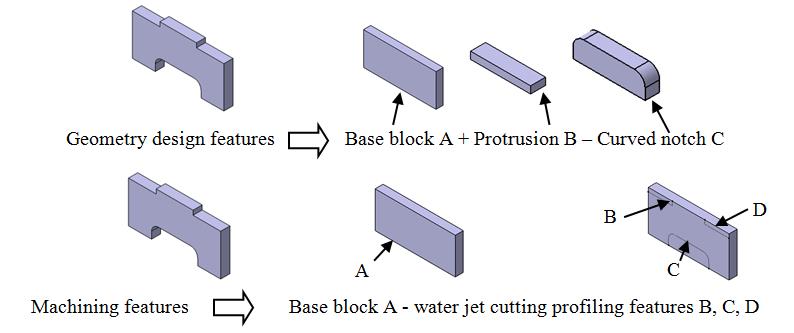 Geometry design features
Base block A + Protrusion B – Curved notch C
A
B
C
D
Machining features
Base block A - water jet cutting profiling features B, C, D